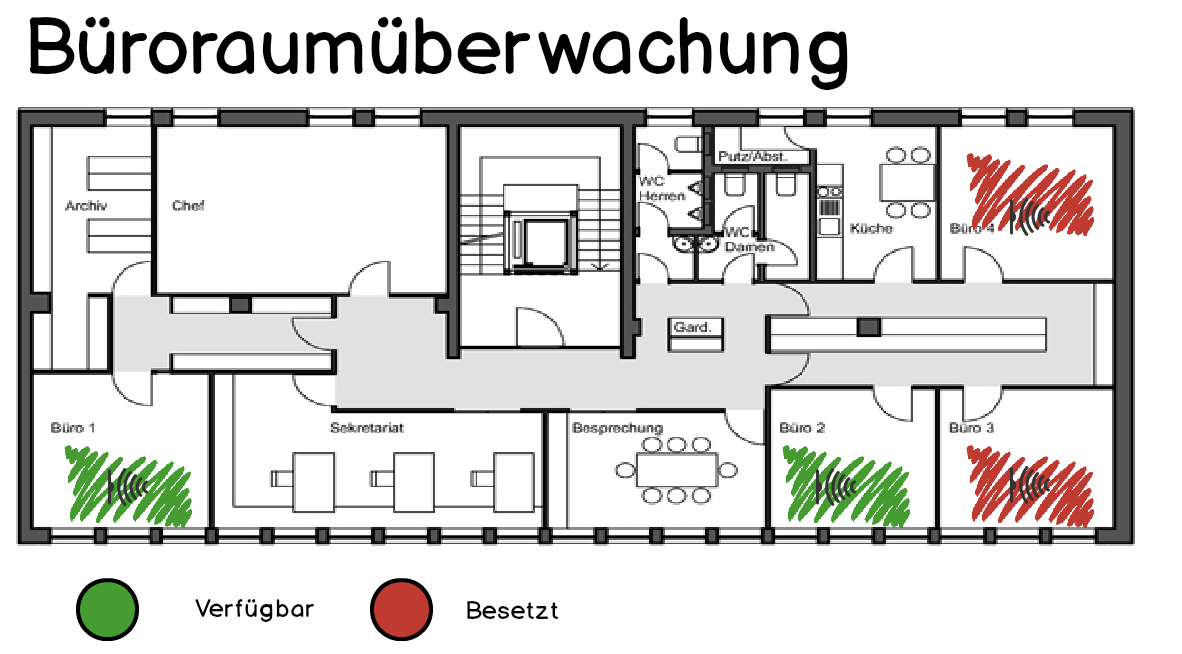 Büroraumüberwachung
Putz/Abst.
WC
Herren
Archiv
Chef
WC
Damen
Küche
Büro 4
Gard.
Büro 1
Sekretariat
Besprechung
Büro 2
Büro 3
Verfügbar
Besetzt